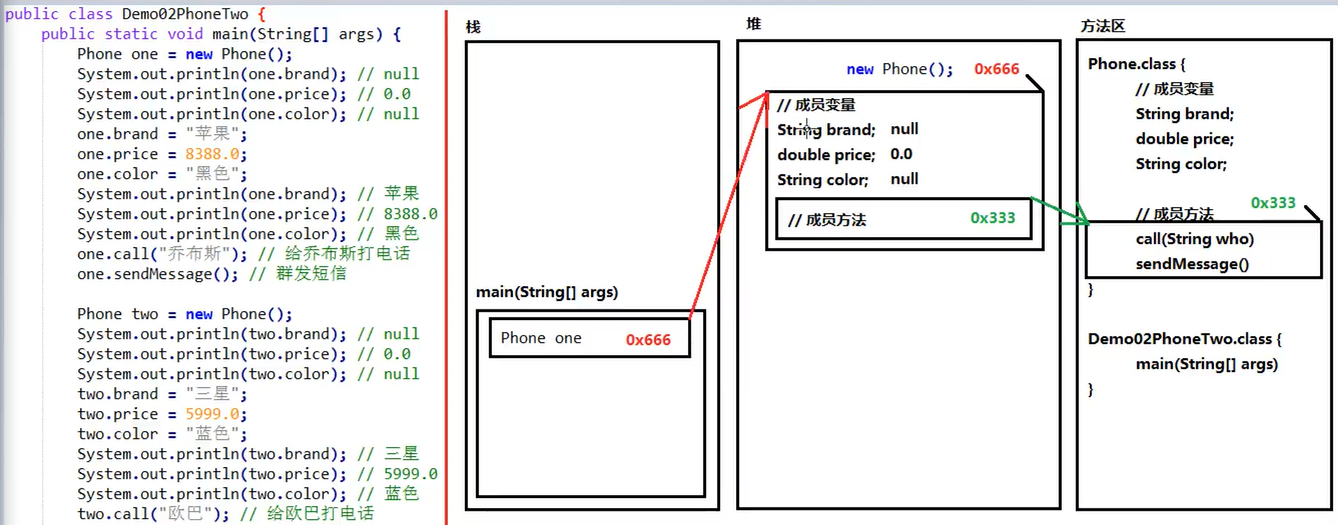 public class Demo02PhoneTwo {
public static void main(String[] args) {
Phone one = new Phone();
System.out.println(one.brand); // null
System.out.println(one.price); // 0.0
System.out.println(one.color); // null
one.brand = "苹果";
one.price = 8388.0;
one.color = "黑色";
System.out.println(one.brand); // 苹果
System.out.println(one.price); // 8388.0
System.out.println(one.color); // 黑色
one.call("乔布斯"); // 给乔布斯打电话
one.sendMessage(); // 群发短信
Phone two = new Phone();
System.out.println(two.brand); // null
System.out.println(two.price); // 0.0
System.out.println(two.color); // null
two.brand = "三星";
two.price = 5999.0;
two.color = "蓝色";
System.out.println(two.brand); // 三星
System.out.println(two.price); // 5999.0
System.out.println(two.color); // 蓝色
two.call("欧巴"); // 给欧巴打电话
栈
main(String[] args)
Phone one 0x666
堆
new Phone(); 0x666
// 成员变量
String brand; null
double price; 0.0
String color; null
// 成员方法 0x333
方法区
Phone.class {
// 成员变量
String brand;
double price;
String color;
// 成员方法 0x333
call(String who)
sendMessage()
}
Demo02PhoneTwo.class {
main(String[] args)
}